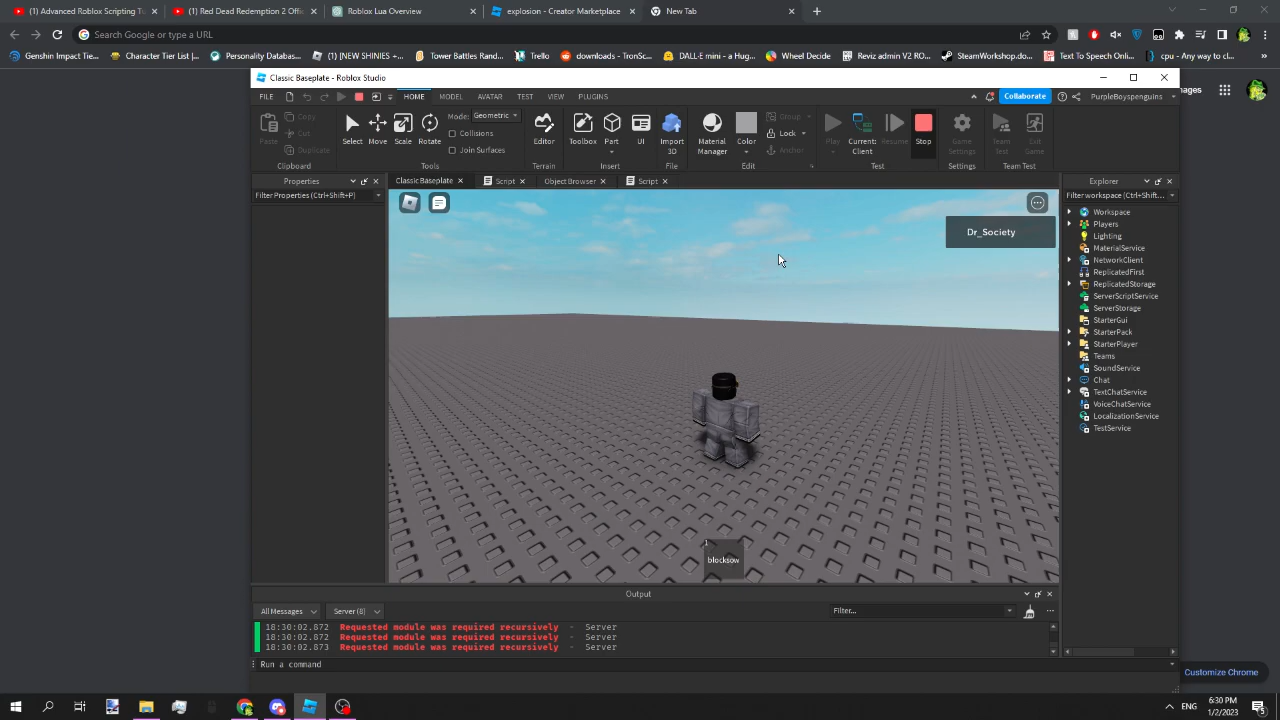 (1) Advanced Roblox Scripting T
(1) Red Dead Redemption 2 Offi
Roblox Lua Overview
explosion - Creator Marketplace
New Tab
Search Google or type a URL
Genshin Impact Inte...
Character Tier List |...
Personality Databas...
[NEW SHINIES +...
Tower Battles Rand...
Trello
downloads - TronScr...
DALL·E mini - a Hug...
Wheel Decide
Reviz admin V2 RO...
SteamWorkshop.do...
Text To Speech Onli...
cpu - Any way to cl...
Classic Baseplate - Roblox Studio
FILE
HOME
MODEL
AVATAR
TEST
VIEW
PLUGINS
Collaborate
PurpleBoyspenguins
ages
Paste
Copy
Cut
Duplicate
Clipboard
Select
Move
Scale
Rotate
Mode: Geometric
Collisions
Join Surfaces
Tools
Editor
Terrain
Toolbox
Part
UI
Insert
Import
3D
File
Material
Manager
Color
Group
Lock
Anchor
Edit
Play
Current:
Client
Resume
Stop
Test
Game
Settings
Settings
Team
Test
Exit
Game
Team Test
Properties
Filter Properties (Ctrl+Shift+P)
Classic Baseplate
Script
Object Browser
Script
Explorer
Filter workspace (Ctrl+Shift...
Dr_Society
Workspace
Players
Lighting
MaterialService
NetworkClient
ReplicatedFirst
ReplicatedStorage
ServerScriptService
ServerStorage
StarterGui
StarterPack
StarterPlayer
Teams
SoundService
Chat
TextChatService
VoiceChatService
LocalizationService
TestService
1
blocksow
Output
All Messages
Server (8)
Filter...
18:30:02.872 Requested module was required recursively - Server
18:30:02.872 Requested module was required recursively - Server
18:30:02.873 Requested module was required recursively - Server
Run a command
Customize Chrome
ENG
6:30 PM
1/2/2023